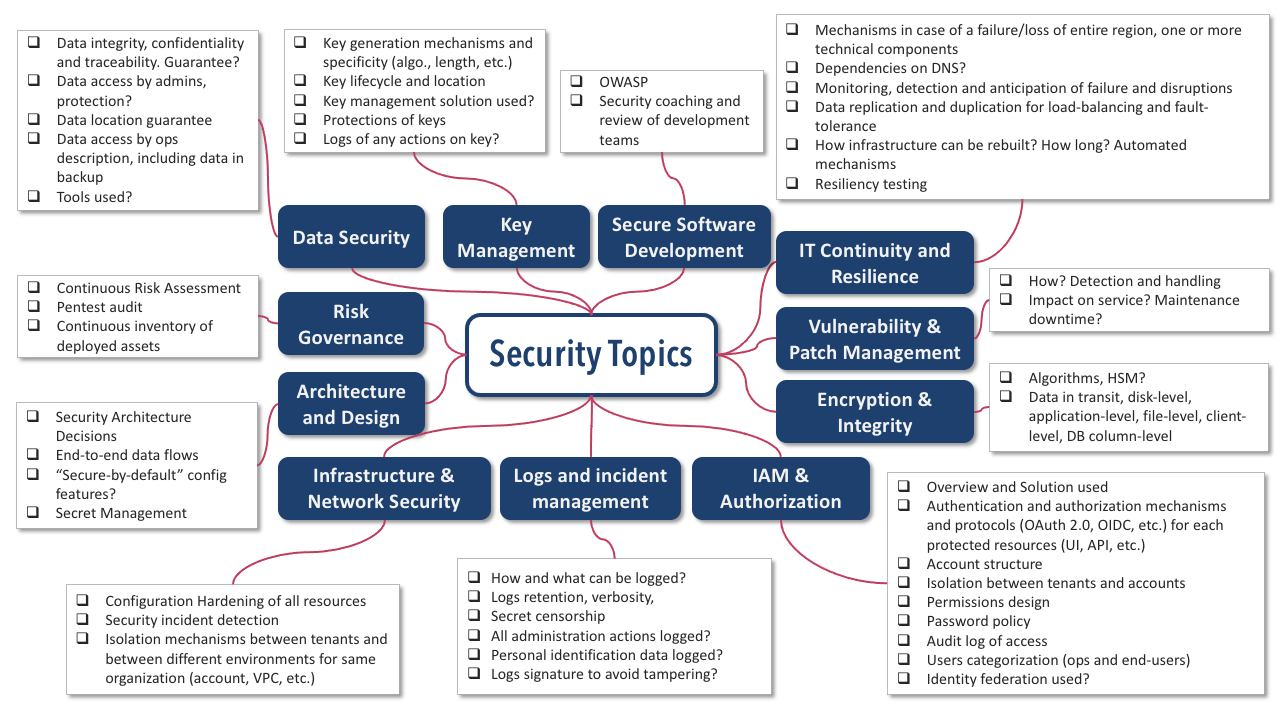 Data integrity, confidentiality
and traceability. Guarantee?
Data access by admins,
protection?
Data location guarantee
Data access by ops
description, including data in
backup
Tools used?
Key generation mechanisms and
specificity (algo., length, etc.)
Key lifecycle and location
Key management solution used?
Protections of keys
Logs of any actions on key?
OWASP
Security coaching and
review of development
teams
Mechanisms in case of a failure/loss of entire region, one or more
technical components
Dependencies on DNS?
Monitoring, detection and anticipation of failure and disruptions
Data replication and duplication for load-balancing and fault-
tolerance
How infrastructure can be rebuilt? How long? Automated
mechanisms
Resiliency testing
Data Security
Key
Management
Secure Software
Development
IT Continuity and
Resilience
Continuous Risk Assessment
Pentest audit
Continuous inventory of
deployed assets
Risk
Governance
Security Topics
Vulnerability &
Patch Management
How? Detection and handling
Impact on service? Maintenance
downtime?
Architecture
and Design
Encryption &
Integrity
Algorithms, HSM?
Data in transit, disk-level,
application-level, file-level, client-
level, DB column-level
Security Architecture
Decisions
End-to-end data flows
“Secure-by-default” config
features?
Secret Management
Infrastructure &
Network Security
Logs and incident
management
IAM &
Authorization
Configuration Hardening of all resources
Security incident detection
Isolation mechanisms between tenants and
between different environments for same
organization (account, VPC, etc.)
How and what can be logged?
Logs retention, verbosity,
Secret censorship
All administration actions logged?
Personal identification data logged?
Logs signature to avoid tampering?
Overview and Solution used
Authentication and authorization mechanisms
and protocols (OAuth 2.0, OIDC, etc.) for each
protected resources (UI, API, etc.)
Account structure
Isolation between tenants and accounts
Permissions design
Password policy
Audit log of access
Users categorization (ops and end-users)
Identity federation used?